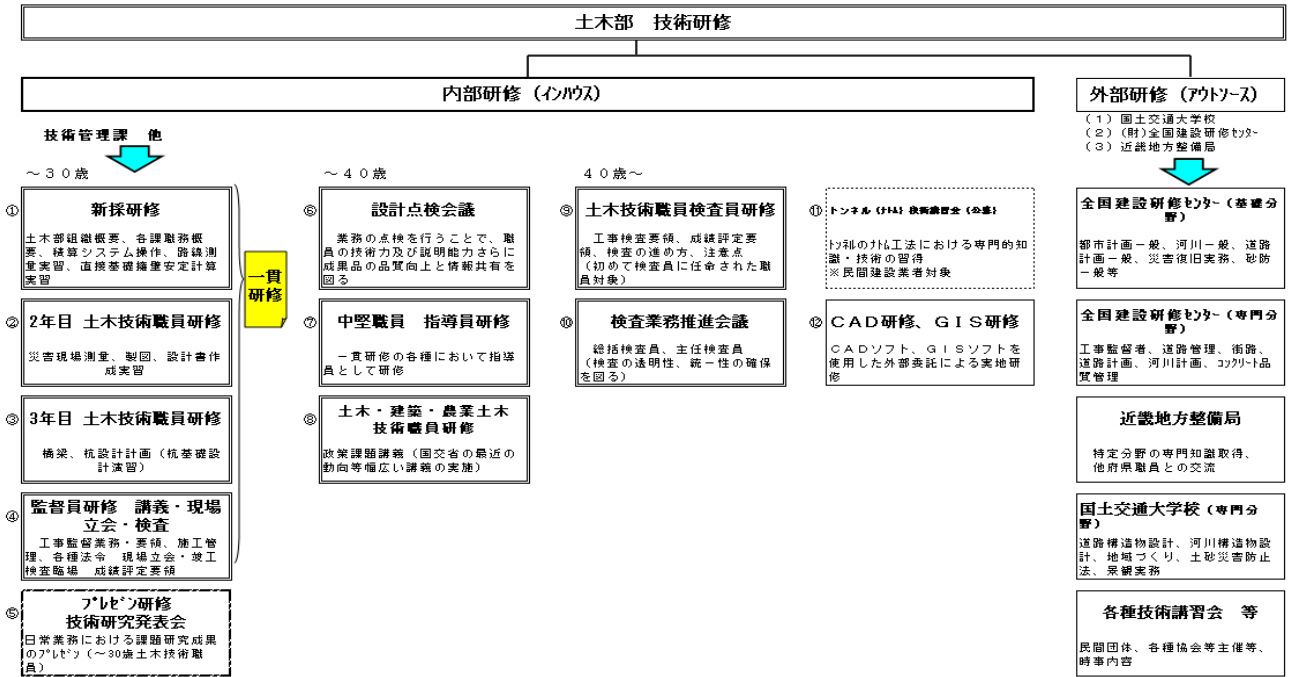 土木部　技術研修
内部研修（ｲﾝﾊｳｽ）
外部研修（ｱｳﾄｿｰｽ）
（１）国土交通大学校
（２）（財）全国建設研修ｾﾝﾀｰ
（３）近畿地方整備局
技術管理課　他
～３０歳
①
新採研修
土木部組織概要、各課職務概
要、積算システム操作、路線測
量実習、直接基礎擁壁安定計算
実習
②
2年目 土木技術職員研修
災害現場測量、製図、設計書作
成実習
③
3年目 土木技術職員研修
橋梁、杭設計計画（杭基礎設
計演習）
④
監督員研修　講義・現場
立会・検査
工事監督業務・要領、施工管
理、各種法令　現場立会・竣工
検査臨場　成績評定要領
⑤
ﾌﾟﾚｾﾞﾝ研修
技術研究発表会
日常業務における課題研究成果
のﾌﾟﾚｾﾞﾝ（～30歳土木技術職
員）
一貫
研修
～４０歳
⑥
設計点検会議
業務の点検を行うことで、職
員の技術力及び説明能力さらに
成果品の品質向上と情報共有を
図る
⑦
中堅職員　指導員研修
一貫研修の各種において指導
員として研修
⑧
土木・建築・農業土木
技術職員研修
政策課題講義（国交省の最近の
動向等幅広い講義の実施）
４０歳～
⑨
土木技術職員検査員研修
工事検査要領、成績評定要
領、検査の進め方、注意点
（初めて検査員に任命された職
員対象）
⑩
検査業務推進会議
総括検査員、主任検査員
（検査の透明性、統一性の確保
を図る）
⑪
トンネル（ﾅﾄﾑ）技術講習会（公募）
ﾄﾝﾈﾙのﾅﾄﾑ工法における専門的知
識・技術の習得
※民間建設業者対象
⑫
ＣＡＤ研修、ＧＩＳ研修
ＣＡＤソフト、ＧＩＳソフトを
使用した外部委託による実地研
修
全国建設研修ｾﾝﾀｰ（基礎分
野）
都市計画一般、河川一般、道路
計画一般、災害復旧実務、砂防
一般等
全国建設研修ｾﾝﾀｰ（専門分
野）
工事監督者、道路管理、街路、
道路計画、河川計画、ｺﾝｸﾘｰﾄ品
質管理
近畿地方整備局
特定分野の専門知識取得、
他府県職員との交流
国土交通大学校（専門分
野）
道路構造物設計、河川構造物設
計、地域づくり、土砂災害防止
法、景観実務
各種技術講習会　等
民間団体、各種協会等主催等、
時事内容